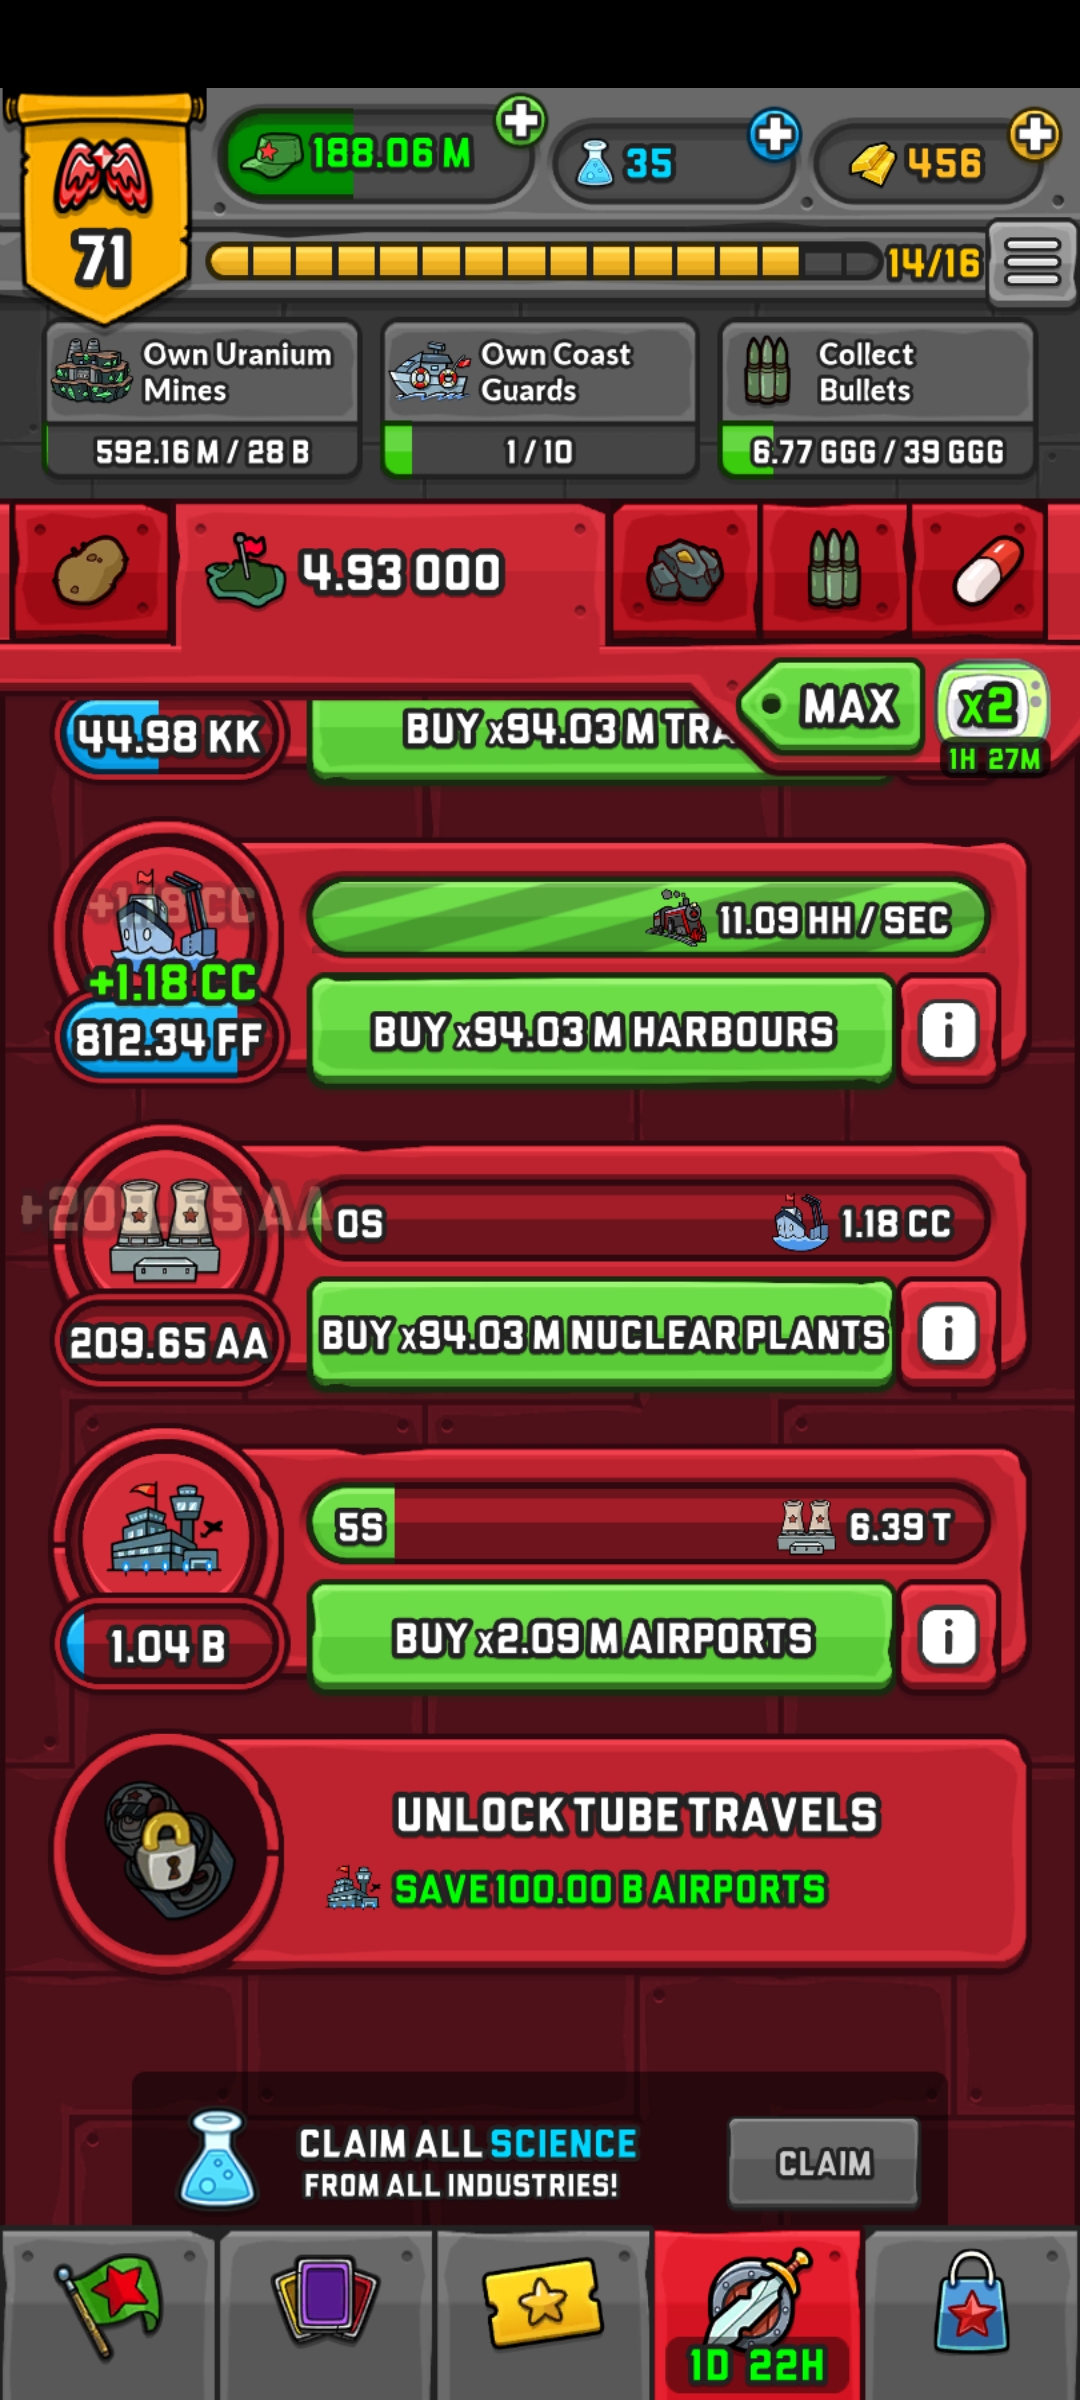 188.06 M
35
456
71
14/16
Own Uranium
Mines
592.16 M / 28 B
Own Coast
Guards
1 / 10
Collect
Bullets
6.77 GGG / 39 GGG
4.93 000
MAX
x2
1H 27M
44.98 KK
BUY x94.03 M TRA
+1.18 CC
+1.18 CC
812.34 FF
11.09 HH / SEC
BUY x94.03 M HARBOURS
i
+209.65 AA
0S
1.18 CC
209.65 AA
BUY x94.03 M NUCLEAR PLANTS
i
5S
6.39 T
1.04 B
BUY x2.09 M AIRPORTS
i
UNLOCK TUBE TRAVELS
SAVE 100.00 B AIRPORTS
CLAIM ALL SCIENCE
FROM ALL INDUSTRIES!
CLAIM
1D 22H